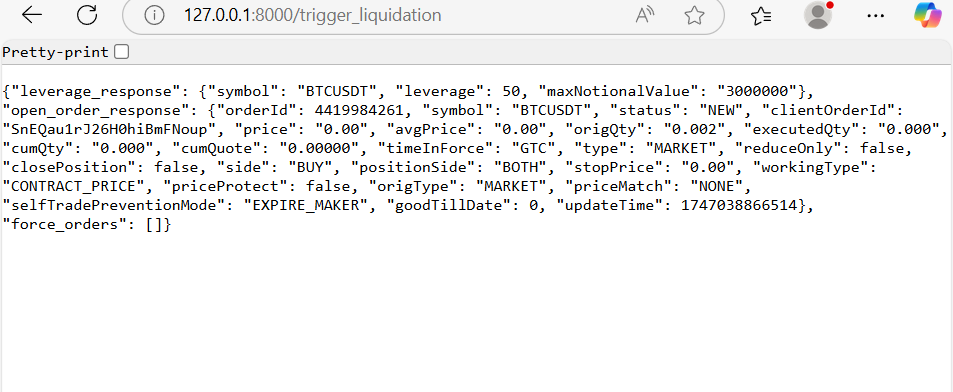 127.0.0.1:8000/trigger_liquidation
Pretty-print
{"leverage_response": {"symbol": "BTCUSDT", "leverage": 50, "maxNotionalValue": "3000000"},
"open_order_response": {"orderId": 4419984261, "symbol": "BTCUSDT", "status": "NEW", "clientOrderId":
"SnEQau1rJ26H0hiBmFNoup", "price": "0.00", "avgPrice": "0.00", "origQty": "0.002", "executedQty": "0.000",
"cumQty": "0.000", "cumQuote": "0.00000", "timeInForce": "GTC", "type": "MARKET", "reduceOnly": false,
"closePosition": false, "side": "BUY", "positionSide": "BOTH", "stopPrice": "0.00", "workingType":
"CONTRACT_PRICE", "priceProtect": false, "origType": "MARKET", "priceMatch": "NONE",
"selfTradePreventionMode": "EXPIRE_MAKER", "goodTillDate": 0, "updateTime": 1747038866514},
"force_orders": []}